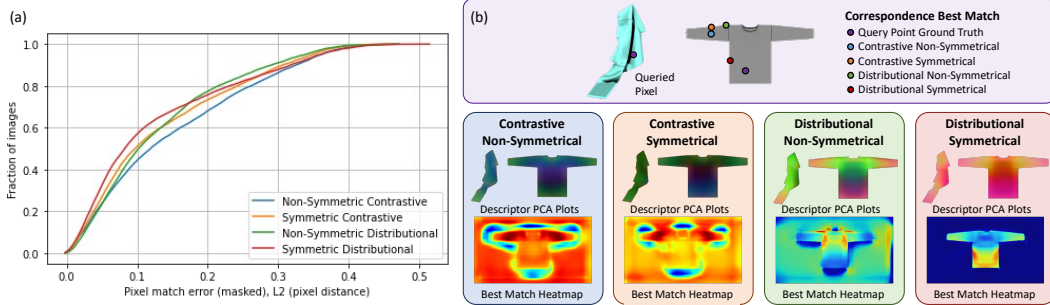 (a)
1.0
0.8
0.6
0.4
0.2
0.0
Fraction of images
0.0 0.1 0.2 0.3 0.4 0.5
Pixel match error (masked), L2 (pixel distance)
Non-Symmetric Contrastive
Symmetric Contrastive
Non-Symmetric Distributional
Symmetric Distributional
(b)
Queried
Pixel
Correspondence Best Match
Query Point Ground Truth
Contrastive Non-Symmetrical
Contrastive Symmetrical
Distributional Non-Symmetrical
Distributional Symmetrical
Contrastive
Non-Symmetrical
Descriptor PCA Plots
Best Match Heatmap
Contrastive
Symmetrical
Descriptor PCA Plots
Best Match Heatmap
Distributional
Non-Symmetrical
Descriptor PCA Plots
Best Match Heatmap
Distributional
Symmetrical
Descriptor PCA Plots
Best Match Heatmap